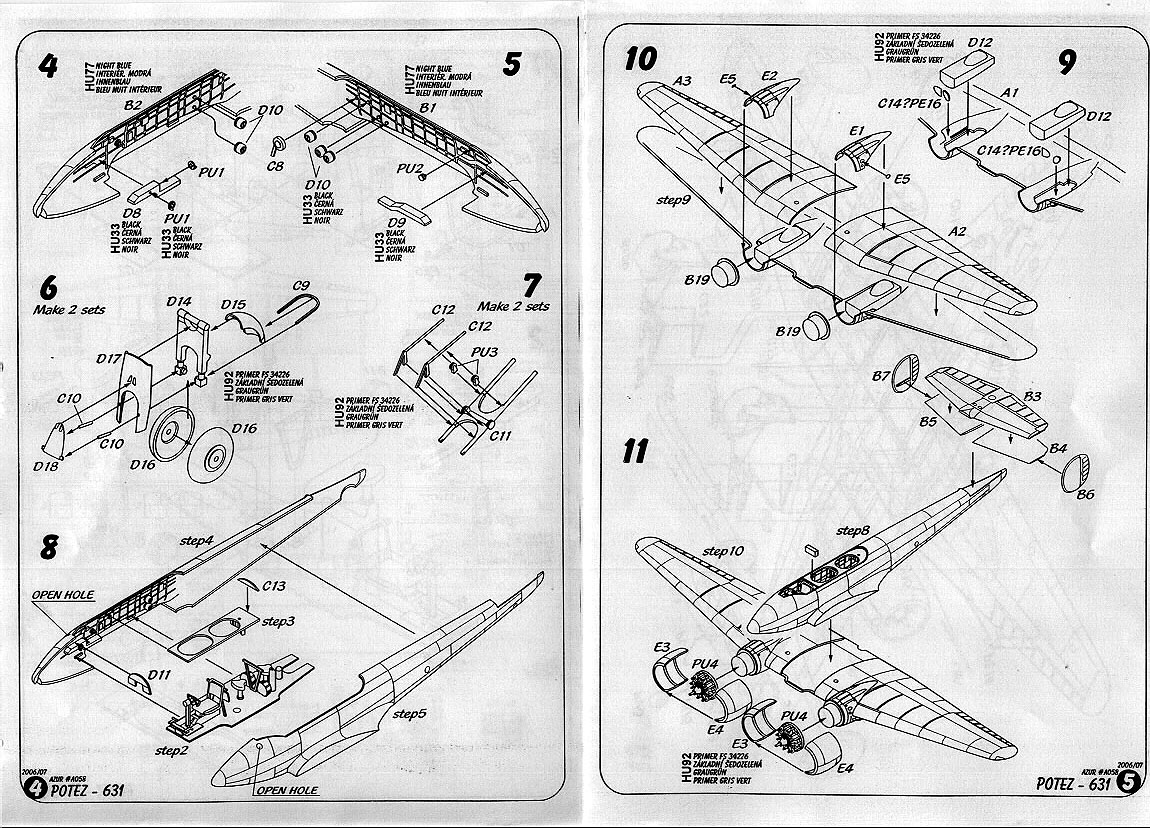 4
HU77
NIGHT BLUE
INTERIÉR. MODRÁ
INNENBLAU
BLEU NUIT INTÉRIEUR
B2
D10
PU1
D8
HU33
BLACK,
ČERNÁ
SCHWARZ
NOIR
PU1
HU33
BLACK,
ČERNÁ
SCHWARZ
NOIR
5
HU77
NIGHT BLUE
INTERIÉR. MODRÁ
INNENBLAU
BLEU NUIT INTÉRIEUR
B1
C8
D10
HU33
BLACK,
ČERNÁ
SCHWARZ
NOIR
PU2
D9
HU33
BLACK,
ČERNÁ
SCHWARZ
NOIR
6
Make 2 sets
D14
D15
C9
D17
C10
C10
D18
D16
D16
HU92
PRIMER FS 34226
ZÁKLADNÍ ŠEDOZELENÁ
GRAUGRÜN
PRIMER GRIS VERT
7
Make 2 sets
C12
C12
PU3
C11
HU92
PRIMER FS 34226
ZÁKLADNÍ ŠEDOZELENÁ
GRAUGRÜN
PRIMER GRIS VERT
8
step4
OPEN HOLE
C13
step3
D11
step2
step5
OPEN HOLE
2006/07
AZUR #A058
4 POTEZ - 631
10
A3
E5
E2
E1
E5
step9
A2
B19
B19
9
HU92
PRIMER FS 34226
ZÁKLADNÍ ŠEDOZELENÁ
GRAUGRÜN
PRIMER GRIS VERT
D12
A1
C14?PE16
D12
C14?PE16
11
B7
B3
B5
B4
B6
step8
step10
E3
PU4
E4
E3
PU4
E4
HU92
PRIMER FS 34226
ZÁKLADNÍ ŠEDOZELENÁ
GRAUGRÜN
PRIMER GRIS VERT
2006/07
AZUR #A058
POTEZ - 631 5